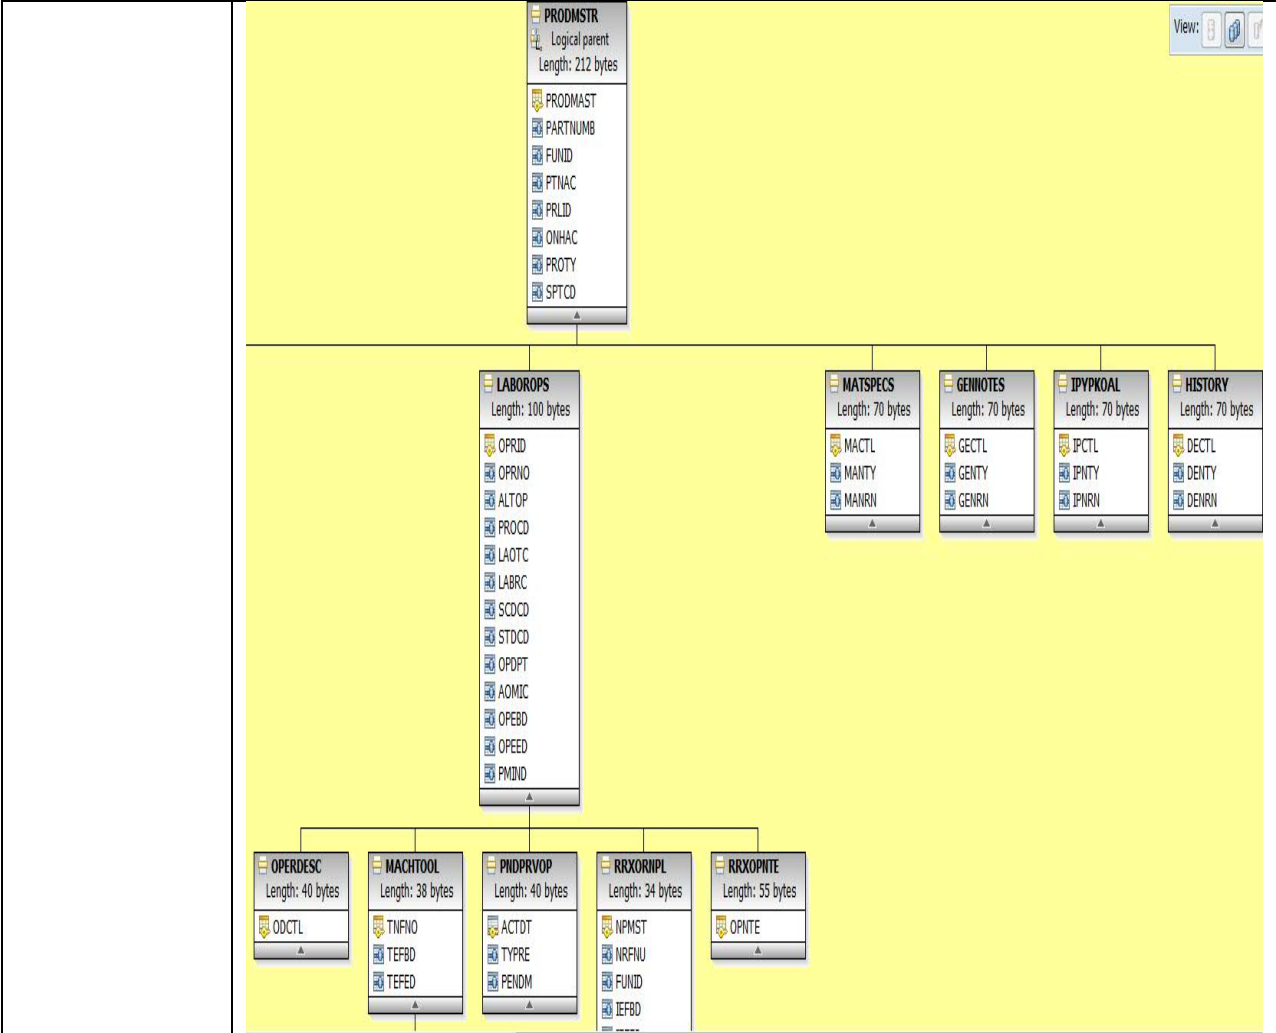 PRODMSTR
Logical parent
Length: 212 bytes
PRODMAST
PARTNUMB
FUNID
PTNAC
PRLID
ONHAC
PROTY
SPTCD
View:
LABOROPS
Length: 100 bytes
OPRID
OPRNO
ALTOP
PROCD
LAOTC
LABRC
SCDCD
STDCD
OPDPT
AOMIC
OPEBD
OPEED
PMIND
MATSPECS
Length: 70 bytes
MACTL
MANTY
MANRN
GENNOTES
Length: 70 bytes
GECTL
GENTY
GENRN
IPYPKOAL
Length: 70 bytes
IPCTL
IPNTY
IPNRN
HISTORY
Length: 70 bytes
DECTL
DENTY
DENRN
OPERDESC
Length: 40 bytes
ODCTL
MACHTOOL
Length: 38 bytes
TNFNO
TEFBD
TEFED
PNDPRVOP
Length: 40 bytes
ACTDT
TYPRE
PENDM
RRXORNPL
Length: 34 bytes
NPMST
NRFNU
FUNID
IEFBD
RRXOPNTE
Length: 55 bytes
OPNTE